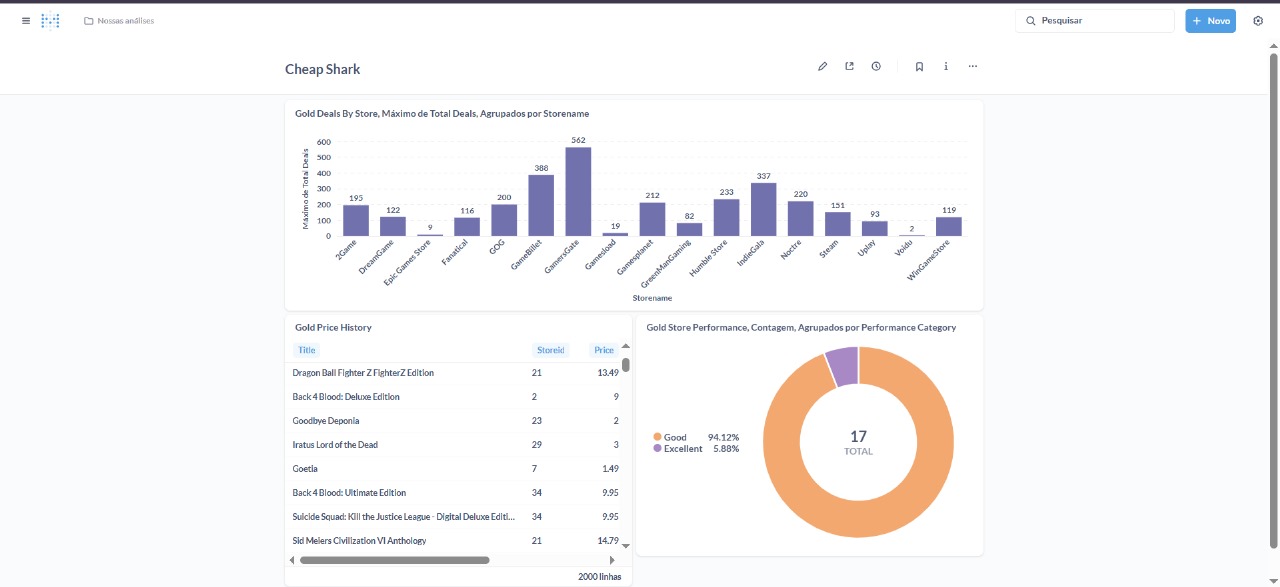 Nossas análises
Pesquisar
+ Novo
Cheap Shark
Gold Deals By Store, Máximo de Total Deals, Agrupados por Storename
Máximo de Total Deals
600
500
400
300
200
100
0
195
122
9
116
200
388
562
19
212
82
233
337
220
151
93
2
119
2Game
DreamGame
Epic Games Store
Fanatical
GOG
GameBillet
GamersGate
Gamesload
Gamesplanet
GreenManGaming
Humble Store
IndieGala
Noctre
Steam
Uplay
Voidu
WinGameStore
Storename
Gold Price History
Title Storeid Price
Dragon Ball Fighter Z FighterZ Edition 21 13.49
Back 4 Blood: Deluxe Edition 2 9
Goodbye Deponia 23 2
Iratus Lord of the Dead 29 3
Goetia 7 1.49
Back 4 Blood: Ultimate Edition 34 9.95
Suicide Squad: Kill the Justice League - Digital Deluxe Editi... 34 9.95
Sid Meiers Civilization VI Anthology 21 14.79
2000 linhas
Gold Store Performance, Contagem, Agrupados por Performance Category
Good 94.12%
Excellent 5.88%
17
TOTAL